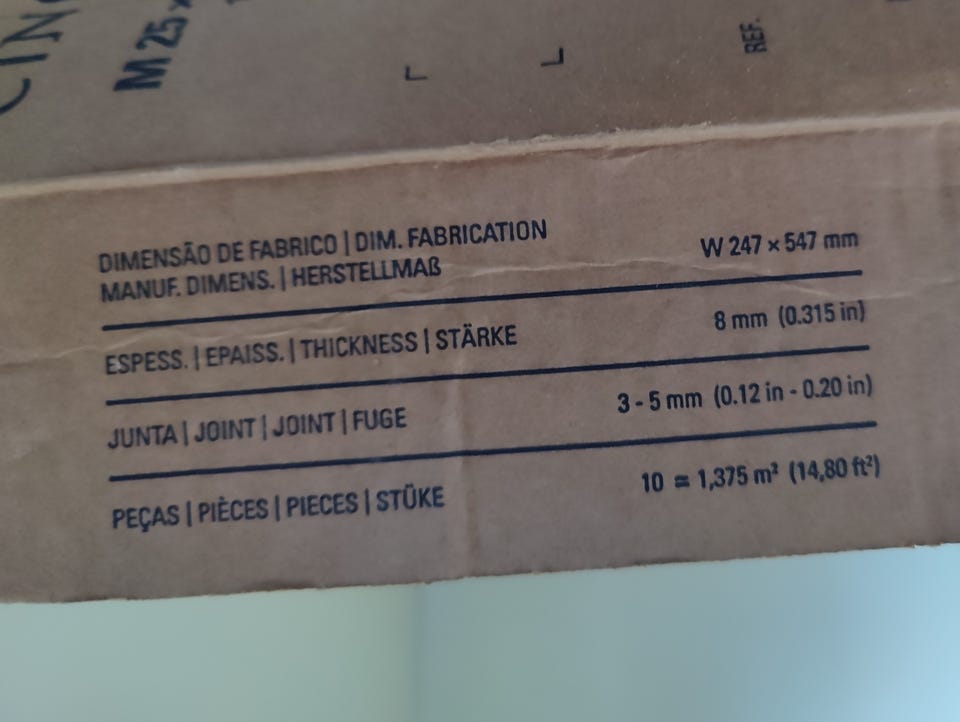 M 25×
REF.
DIMENSÃO DE FABRICO | DIM. FABRICATION
MANUF. DIMENS. | HERSTELLMAß
W 247 × 547 mm
ESPESS. | EPAISS. | THICKNESS | STÄRKE
8 mm (0.315 in)
JUNTA | JOINT | JOINT | FUGE
3 - 5 mm (0.12 in - 0.20 in)
PEÇAS | PIÈCES | PIECES | STÜKE
10 = 1,375 m² (14,80 ft²)